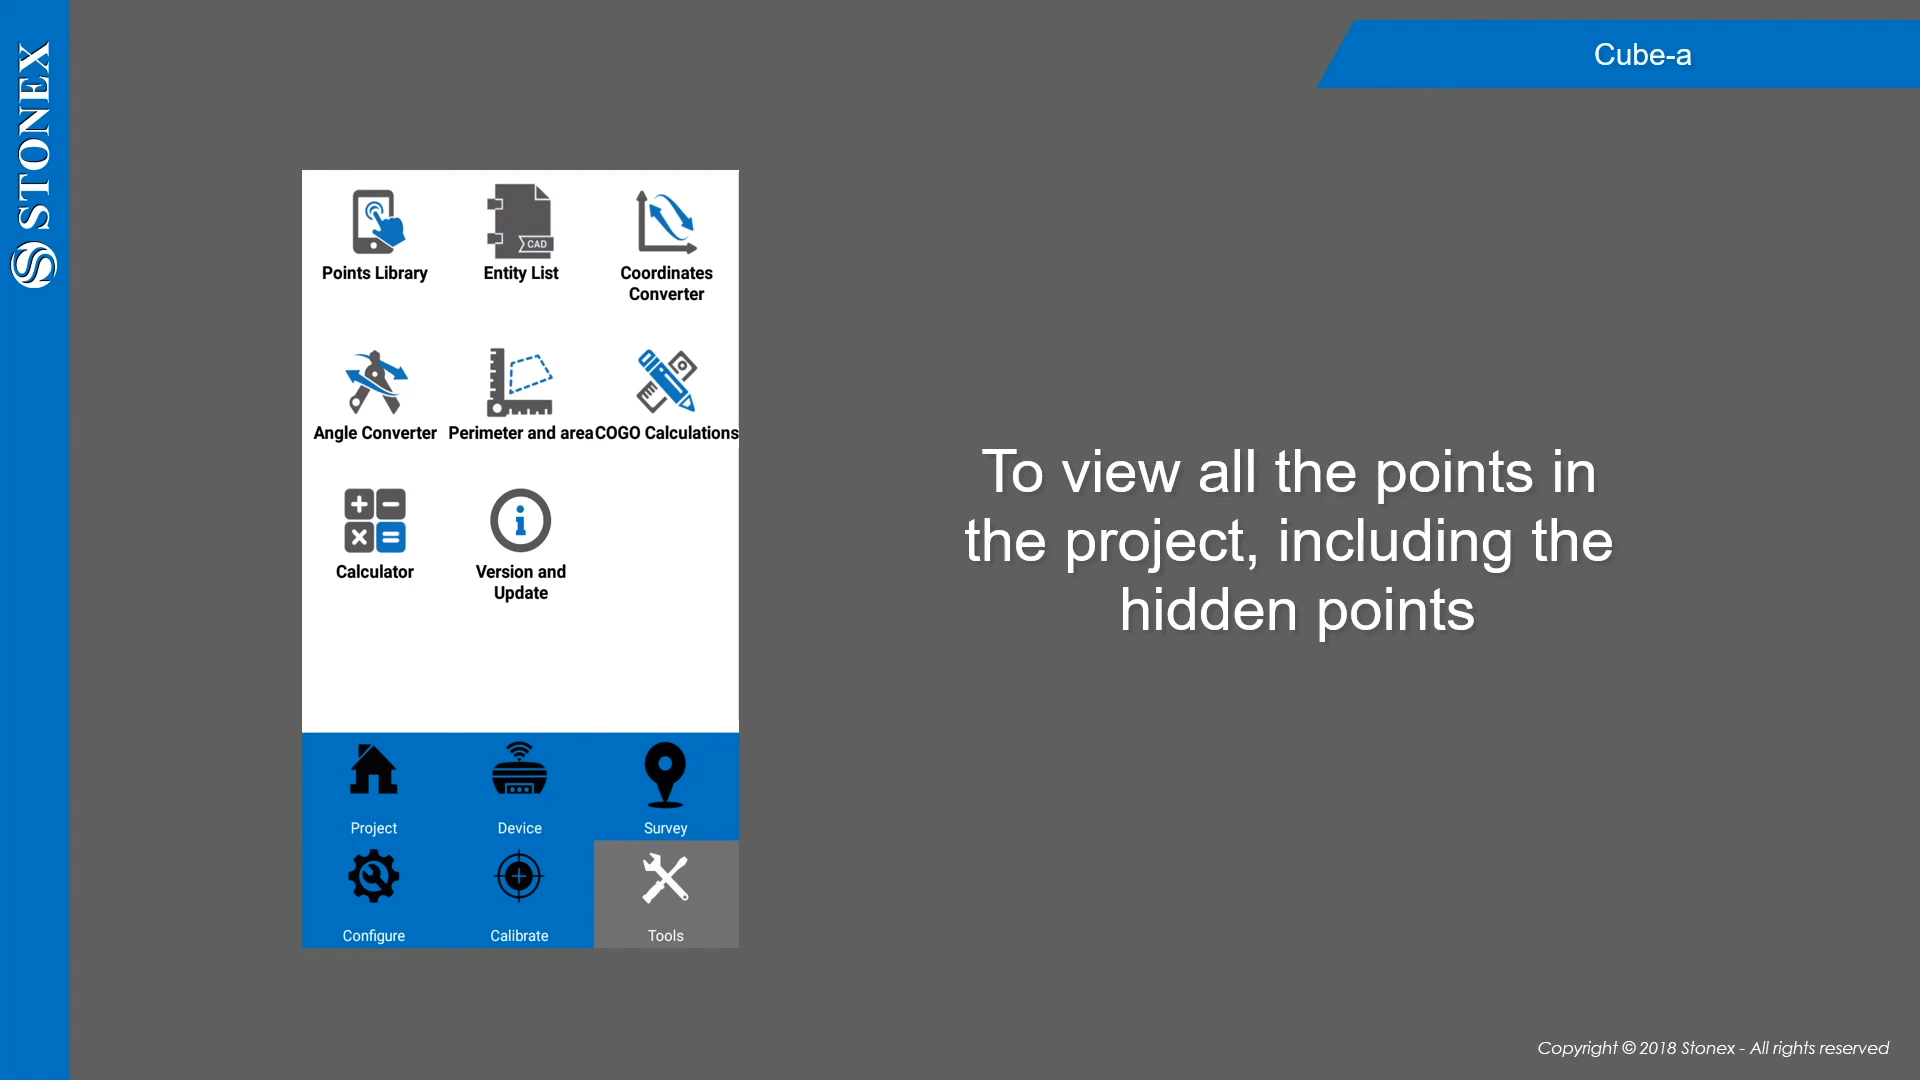 STONEX
Cube-a
Points Library
Entity List
CAD
Coordinates
Converter
Angle Converter
Perimeter and area
COGO Calculations
Calculator
Version and
Update
To view all the points in
the project, including the
hidden points
Project
Device
Survey
Configure
Calibrate
Tools
Copyright © 2018 Stonex - All rights reserved